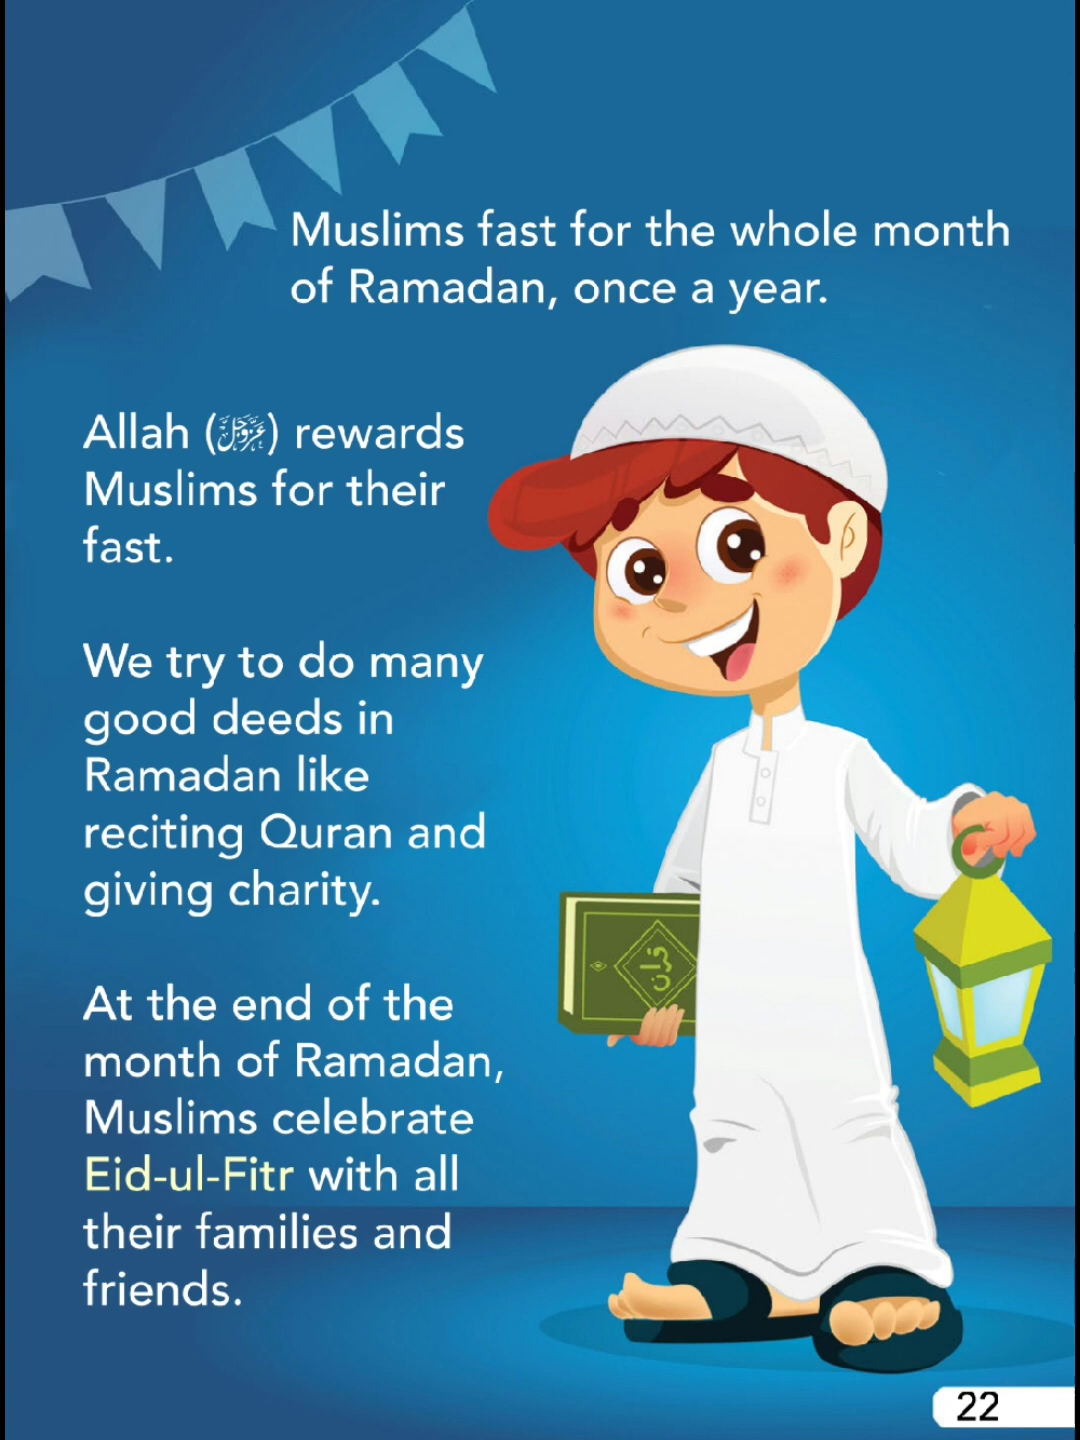 Muslims fast for the whole month
of Ramadan, once a year.
Allah (عَزَّوَجَلَّ) rewards
Muslims for their
fast.
We try to do many
good deeds in
Ramadan like
reciting Quran and
giving charity.
At the end of the
month of Ramadan,
Muslims celebrate
Eid-ul-Fitr with all
their families and
friends.
قرآن
22